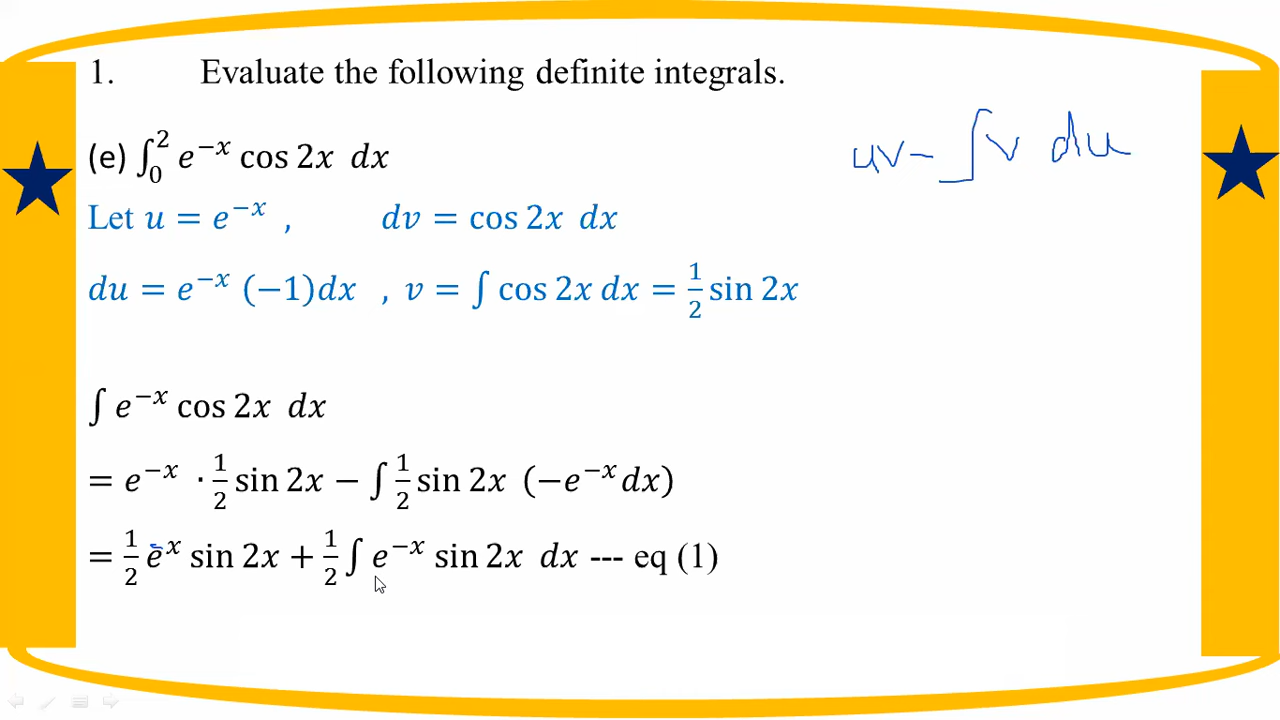 1. Evaluate the following definite integrals.
(e) ∫₀² e⁻ˣ cos 2x dx
uv - ∫ v du
Let u = e⁻ˣ , dv = cos 2x dx
du = e⁻ˣ (−1)dx , v = ∫ cos 2x dx = 1/2 sin 2x
∫ e⁻ˣ cos 2x dx
= e⁻ˣ · 1/2 sin 2x − ∫ 1/2 sin 2x (−e⁻ˣ dx)
= 1/2 e⁻ˣ sin 2x + 1/2 ∫ e⁻ˣ sin 2x dx --- eq (1)